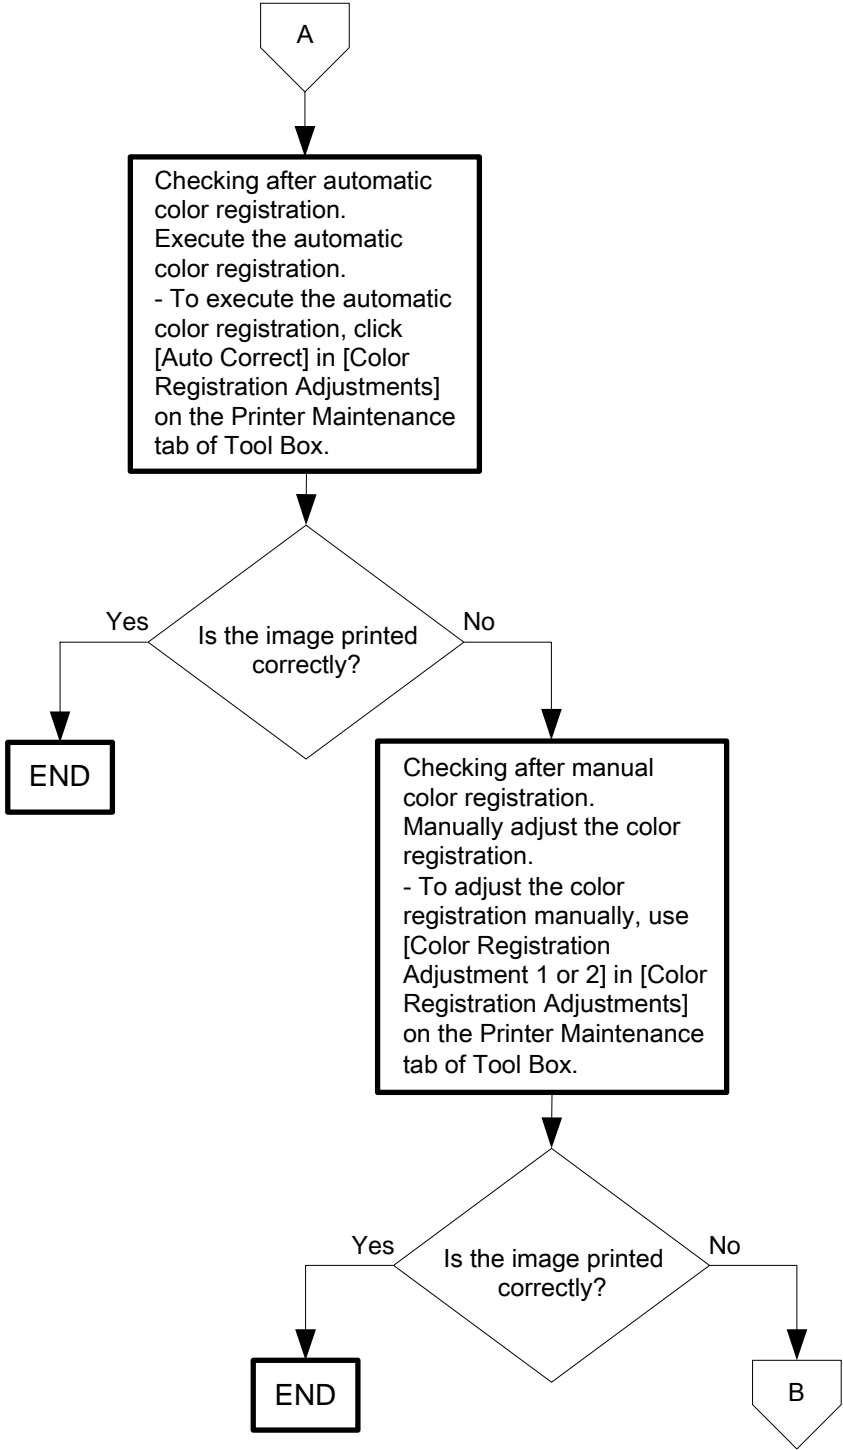 A
Checking after automatic
color registration.
Execute the automatic
color registration.
- To execute the automatic
color registration, click
[Auto Correct] in [Color
Registration Adjustments]
on the Printer Maintenance
tab of Tool Box.
Yes
No
Is the image printed
correctly?
END
Checking after manual
color registration.
Manually adjust the color
registration.
- To adjust the color
registration manually, use
[Color Registration
Adjustment 1 or 2] in [Color
Registration Adjustments]
on the Printer Maintenance
tab of Tool Box.
Yes
No
Is the image printed
correctly?
END
B